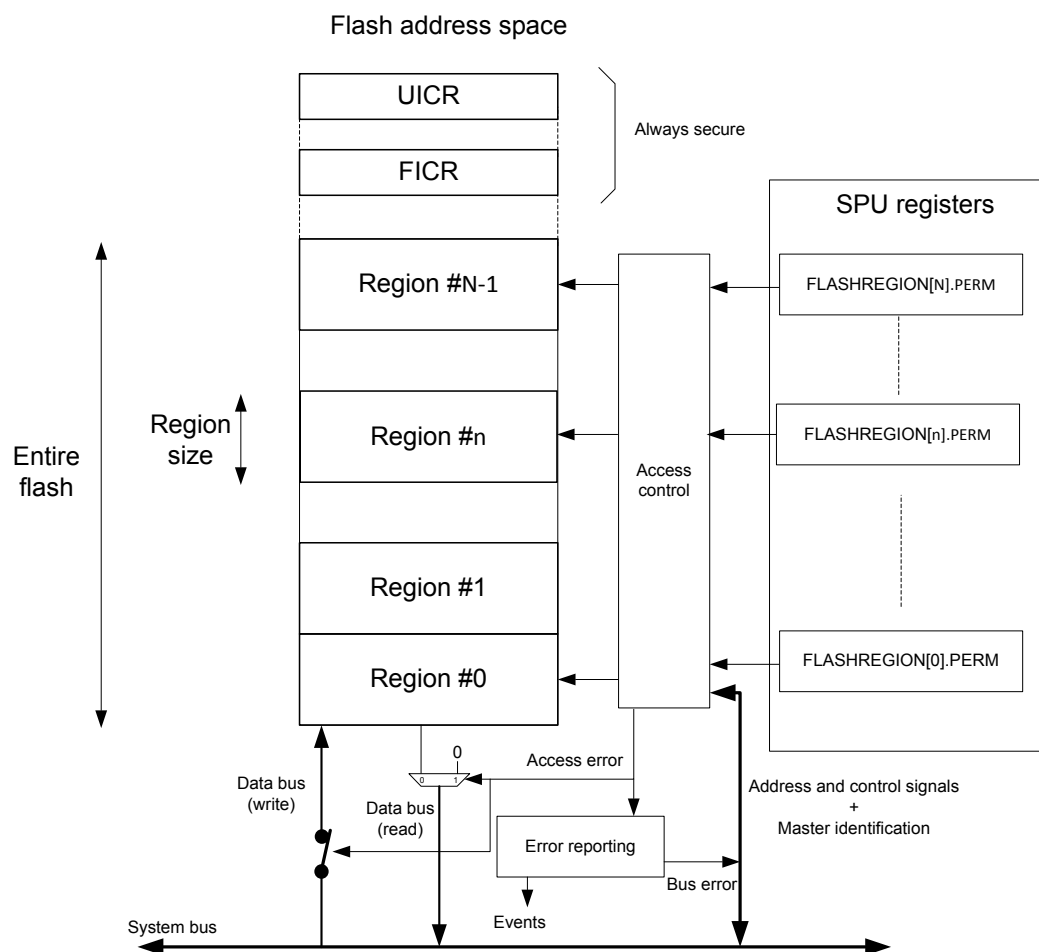 Flash address space
UICR
Always secure
FICR
SPU registers
Region #N-1
FLASHREGION[N].PERM
Region
size
Region #n
FLASHREGION[n].PERM
Entire
flash
Access
control
Region #1
Region #0
FLASHREGION[0].PERM
0
0 1
Access error
Data bus
(write)
Data bus
(read)
Address and control signals
+
Master identification
Error reporting
Bus error
Events
System bus